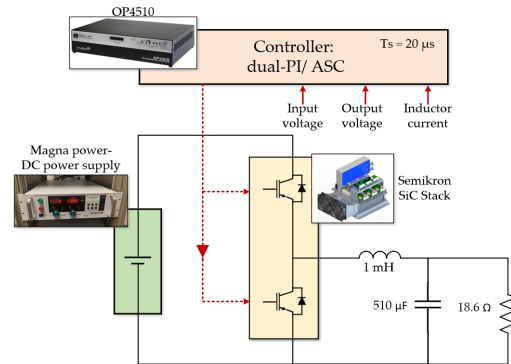 OP4510
Controller:
dual-PI/ ASC
Ts = 20 µs
Input
voltage
Output
voltage
Inductor
current
Magna power-
DC power supply
Semikron
SiC Stack
1 mH
510 µF
18.6 Ω